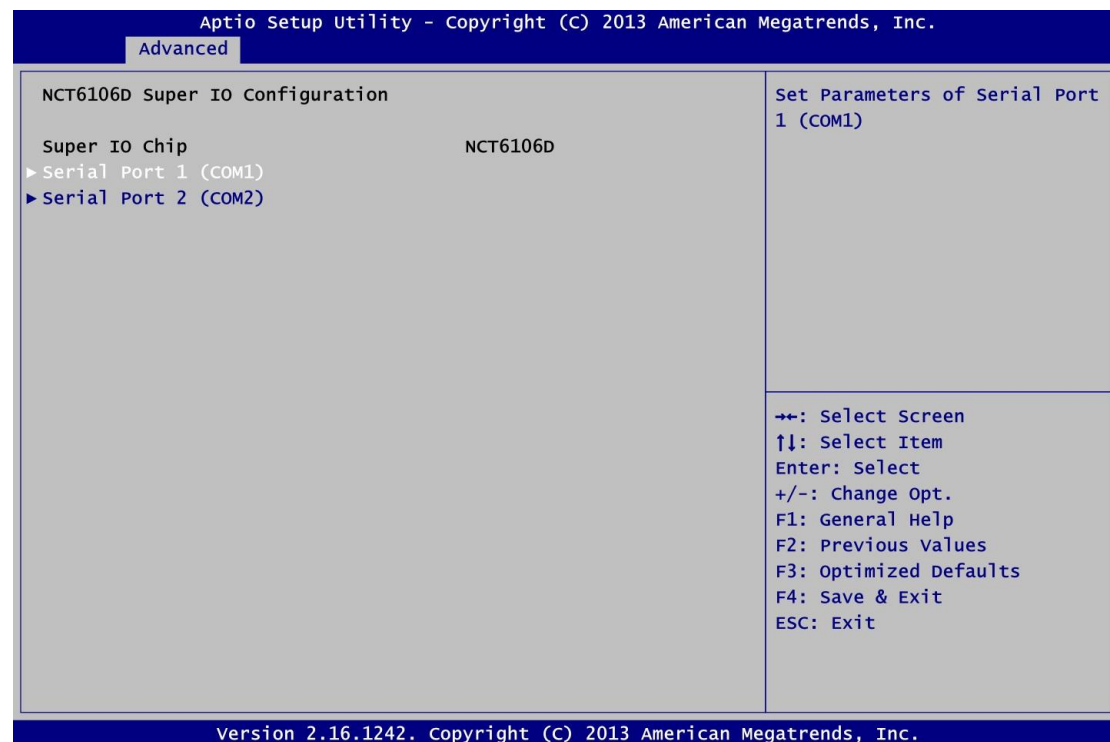 Aptio Setup Utility - Copyright (C) 2013 American Megatrends, Inc.
Advanced
NCT6106D Super IO Configuration
Super IO Chip NCT6106D
►Serial Port 1 (COM1)
►Serial Port 2 (COM2)
Set Parameters of Serial Port
1 (COM1)
→←: Select Screen
↑↓: Select Item
Enter: Select
+/-: Change Opt.
F1: General Help
F2: Previous Values
F3: Optimized Defaults
F4: Save & Exit
ESC: Exit
Version 2.16.1242. Copyright (C) 2013 American Megatrends, Inc.